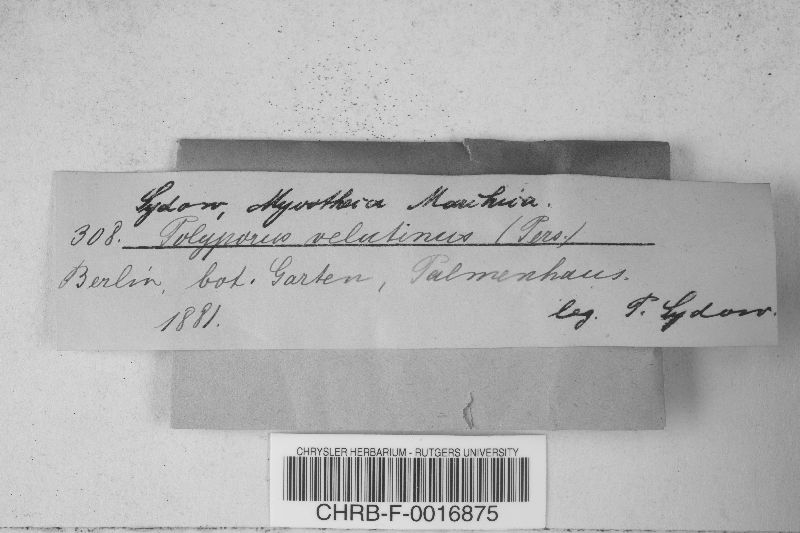 Sydow, Mycotheca Marchica.
308. Polyporus velutinus (Pers.)
Berlin, bot. Garten, Palmenhaus.
1881.
leg. P. Sydow.
CHRYSLER HERBARIUM - RUTGERS UNIVERSITY
CHRB-F-0016875